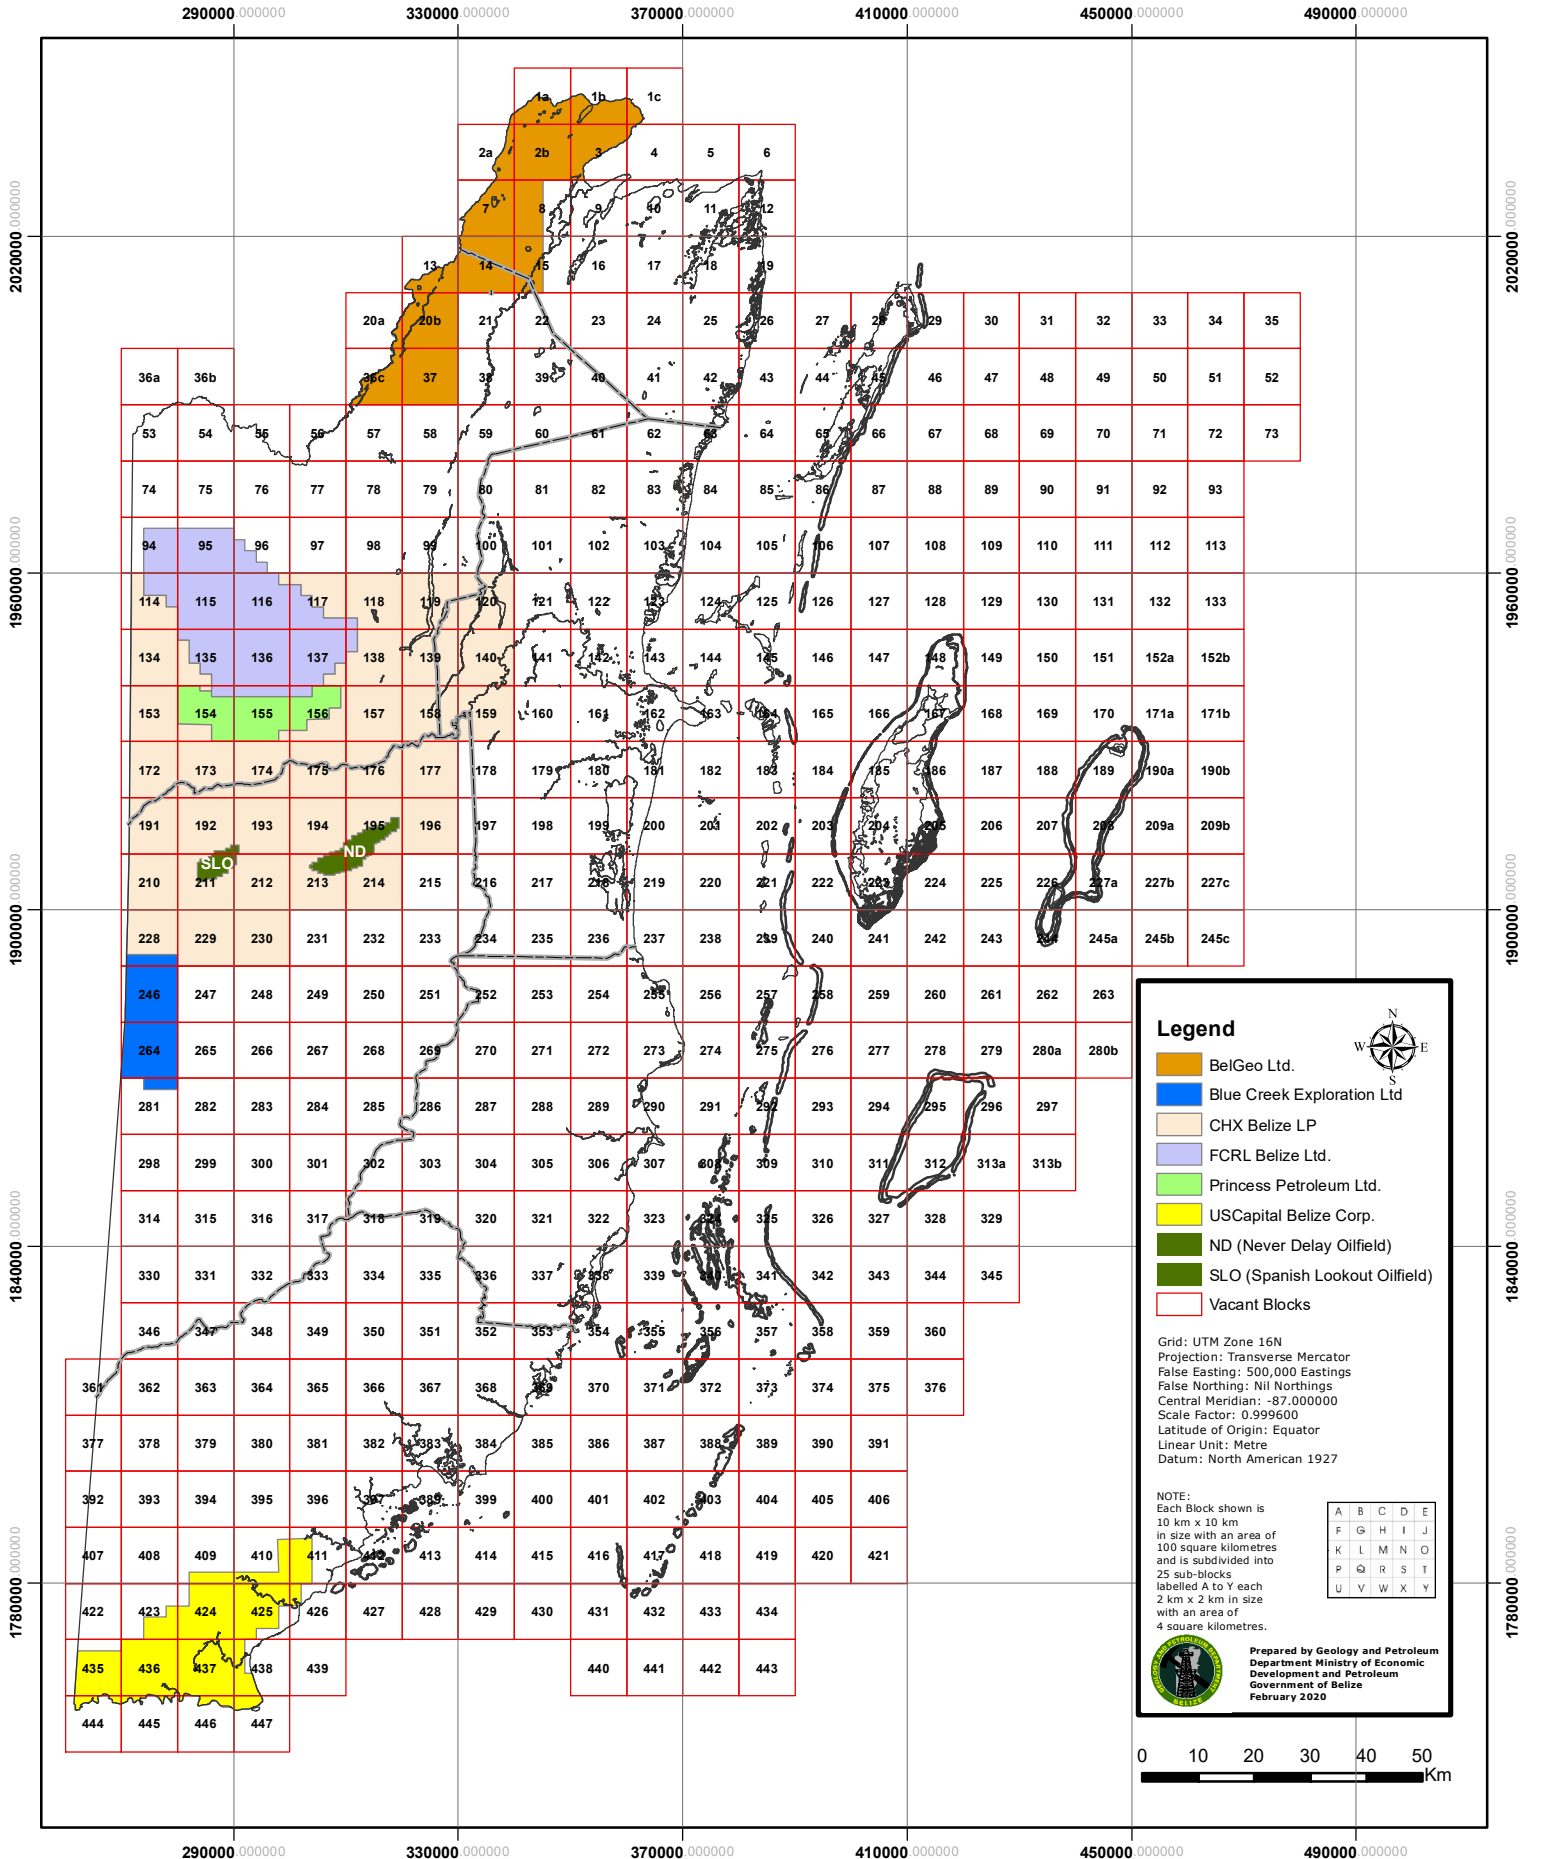 290000.000000 330000.000000 370000.000000 410000.000000 450000.000000 490000.000000
1a 1b 1c
2a 2b 3 4 5 6
7 8 9 10 11 12
2020000.000000 2020000.000000
13 14 15 16 17 18 19
20a 20b 21 22 23 24 25 26 27 28 29 30 31 32 33 34 35
36a 36b 36c 37 38 39 40 41 42 43 44 45 46 47 48 49 50 51 52
53 54 55 56 57 58 59 60 61 62 63 64 65 66 67 68 69 70 71 72 73
74 75 76 77 78 79 80 81 82 83 84 85 86 87 88 89 90 91 92 93
94 95 96 97 98 99 100 101 102 103 104 105 106 107 108 109 110 111 112 113
1960000.000000 1960000.000000
114 115 116 117 118 119 120 121 122 123 124 125 126 127 128 129 130 131 132 133
134 135 136 137 138 139 140 141 142 143 144 145 146 147 148 149 150 151 152a 152b
153 154 155 156 157 158 159 160 161 162 163 164 165 166 167 168 169 170 171a 171b
172 173 174 175 176 177 178 179 180 181 182 183 184 185 186 187 188 189 190a 190b
191 192 193 194 195 196 197 198 199 200 201 202 203 204 205 206 207 208 209a 209b
SLO ND
210 211 212 213 214 215 216 217 218 219 220 221 222 223 224 225 226 227a 227b 227c
1900000.000000 1900000.000000
228 229 230 231 232 233 234 235 236 237 238 239 240 241 242 243 244 245a 245b 245c
246 247 248 249 250 251 252 253 254 255 256 257 258 259 260 261 262 263
264 265 266 267 268 269 270 271 272 273 274 275 276 277 278 279 280a 280b
281 282 283 284 285 286 287 288 289 290 291 292 293 294 295 296 297
298 299 300 301 302 303 304 305 306 307 308 309 310 311 312 313a 313b
314 315 316 317 318 319 320 321 322 323 324 325 326 327 328 329
1840000.000000 1840000.000000
330 331 332 333 334 335 336 337 338 339 340 341 342 343 344 345
346 347 348 349 350 351 352 353 354 355 356 357 358 359 360
361 362 363 364 365 366 367 368 369 370 371 372 373 374 375 376
377 378 379 380 381 382 383 384 385 386 387 388 389 390 391
392 393 394 395 396 397 399 400 401 402 403 404 405 406
407 408 409 410 411 412 413 414 415 416 417 418 419 420 421
1780000.000000 1780000.000000
422 423 424 425 426 427 428 429 430 431 432 433 434
435 436 437 438 439 440 441 442 443
444 445 446 447
Legend
N
W E
S
BelGeo Ltd.
Blue Creek Exploration Ltd
CHX Belize LP
FCRL Belize Ltd.
Princess Petroleum Ltd.
USCapital Belize Corp.
ND (Never Delay Oilfield)
SLO (Spanish Lookout Oilfield)
Vacant Blocks
Grid: UTM Zone 16N
Projection: Transverse Mercator
False Easting: 500,000 Eastings
False Northing: Nil Northings
Central Meridian: -87.000000
Scale Factor: 0.999600
Latitude of Origin: Equator
Linear Unit: Metre
Datum: North American 1927
NOTE:
Each Block shown is
10 km x 10 km
in size with an area of
100 square kilometres
and is subdivided into
25 sub-blocks
labelled A to Y each
2 km x 2 km in size
with an area of
4 square kilometres.
A B C D E
F G H I J
K L M N O
P Q R S T
U V W X Y
GEOLOGY AND PETROLEUM DEPARTMENT
BELIZE
Prepared by Geology and Petroleum
Department Ministry of Economic
Development and Petroleum
Government of Belize
February 2020
0 10 20 30 40 50
Km
290000.000000 330000.000000 370000.000000 410000.000000 450000.000000 490000.000000